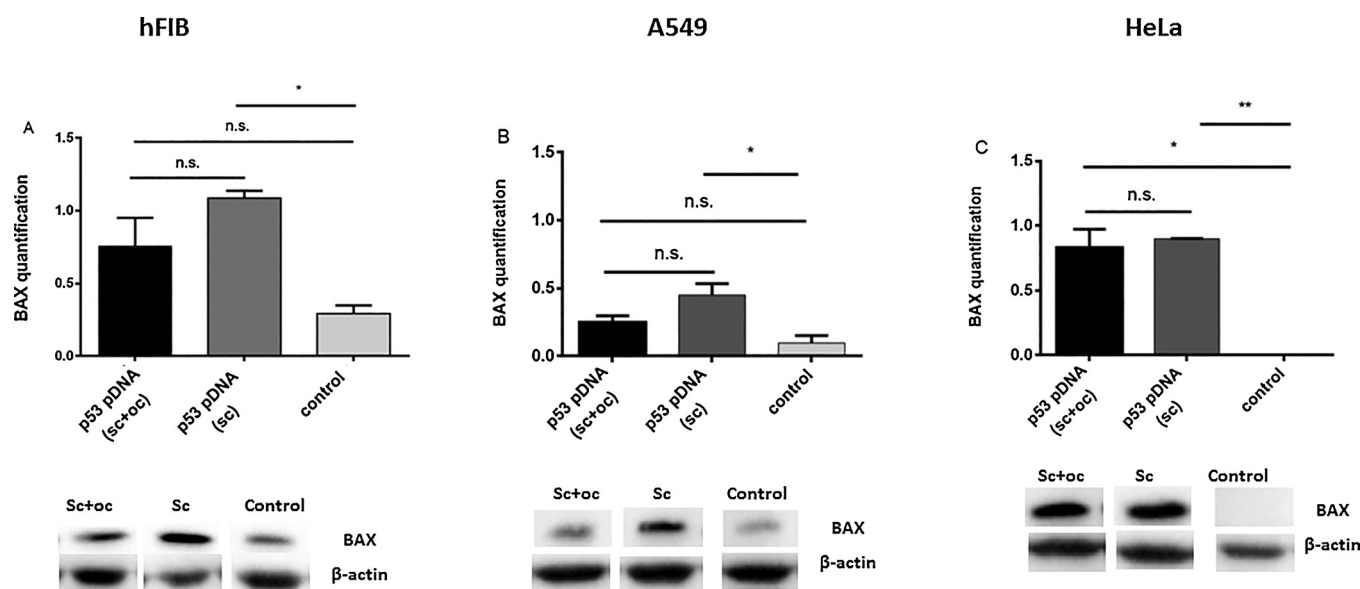 hFIB
A549
HeLa
A
*
n.s.
n.s.
BAX quantification
1.5
1.0
0.5
0.0
p53 pDNA
(sc+oc)
p53 pDNA
(sc)
control
B
*
n.s.
n.s.
BAX quantification
1.5
1.0
0.5
0.0
p53 pDNA
(sc+oc)
p53 pDNA
(sc)
control
C
**
*
n.s.
BAX quantification
1.5
1.0
0.5
0.0
p53 pDNA
(sc+oc)
p53 pDNA
(sc)
control
Sc+oc Sc Control
BAX
β-actin
Sc+oc Sc Control
BAX
β-actin
Sc+oc Sc Control
BAX
β-actin